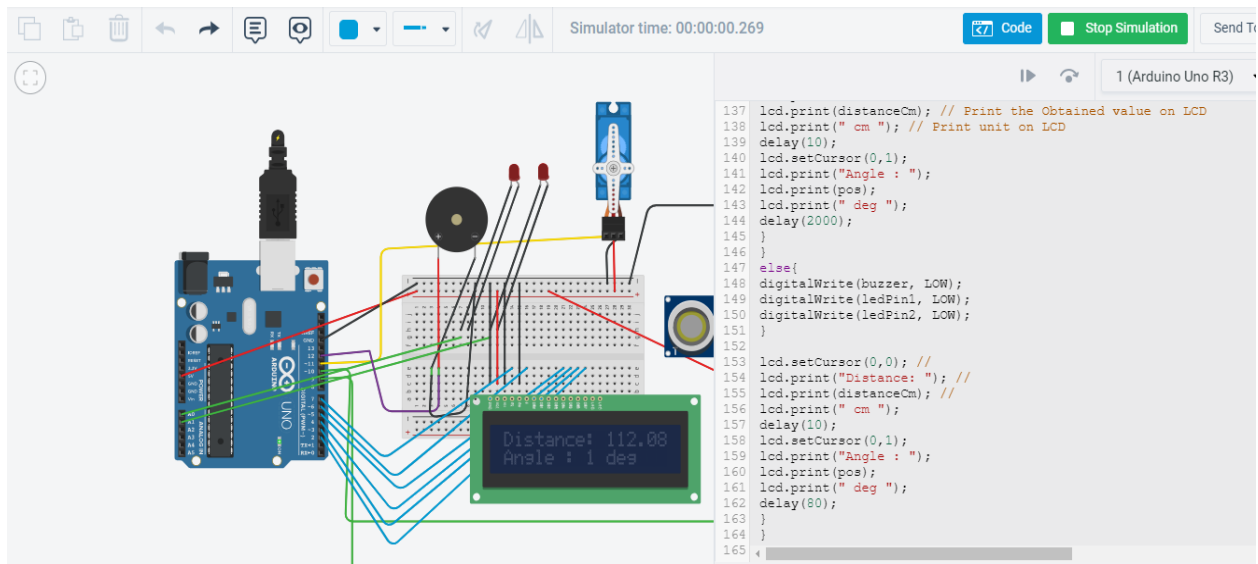 Simulator time: 00:00:00.269
Code
Stop Simulation
Send To
1 (Arduino Uno R3)
137 lcd.print(distanceCm); // Print the Obtained value on LCD
138 lcd.print(" cm "); // Print unit on LCD
139 delay(10);
140 lcd.setCursor(0,1);
141 lcd.print("Angle : ");
142 lcd.print(pos);
143 lcd.print(" deg ");
144 delay(2000);
145 }
146 }
147 else{
148 digitalWrite(buzzer, LOW);
149 digitalWrite(ledPin1, LOW);
150 digitalWrite(ledPin2, LOW);
151 }
152
153 lcd.setCursor(0,0); //
154 lcd.print("Distance: "); //
155 lcd.print(distanceCm); //
156 lcd.print(" cm ");
157 delay(10);
158 lcd.setCursor(0,1);
159 lcd.print("Angle : ");
160 lcd.print(pos);
161 lcd.print(" deg ");
162 delay(80);
163 }
164 }
165
ARDUINO
UNO
DIGITAL (PWM~)
POWER
ANALOG IN
Distance: 112.08
Angle : 1 deg